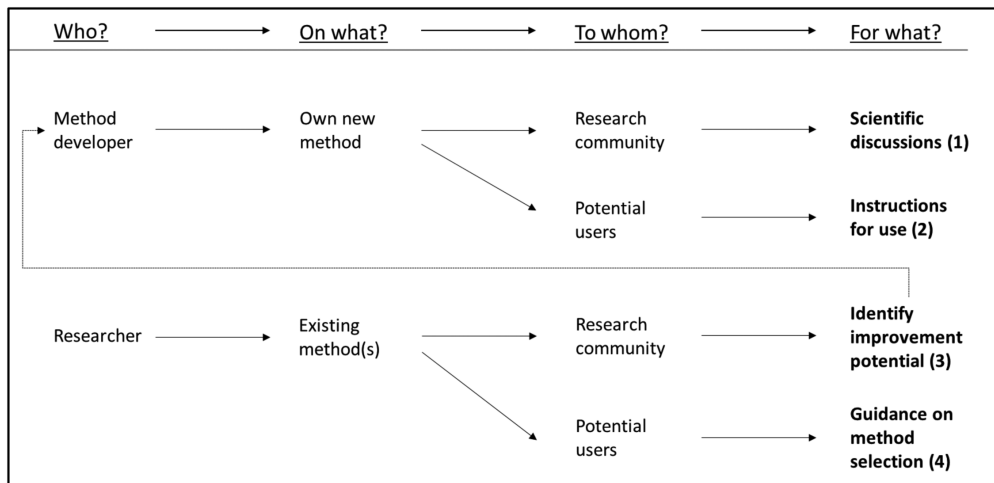 Who? On what? To whom? For what?
Method developer
Own new method
Research community
Scientific discussions (1)
Potential users
Instructions for use (2)
Researcher
Existing method(s)
Research community
Identify improvement potential (3)
Potential users
Guidance on method selection (4)